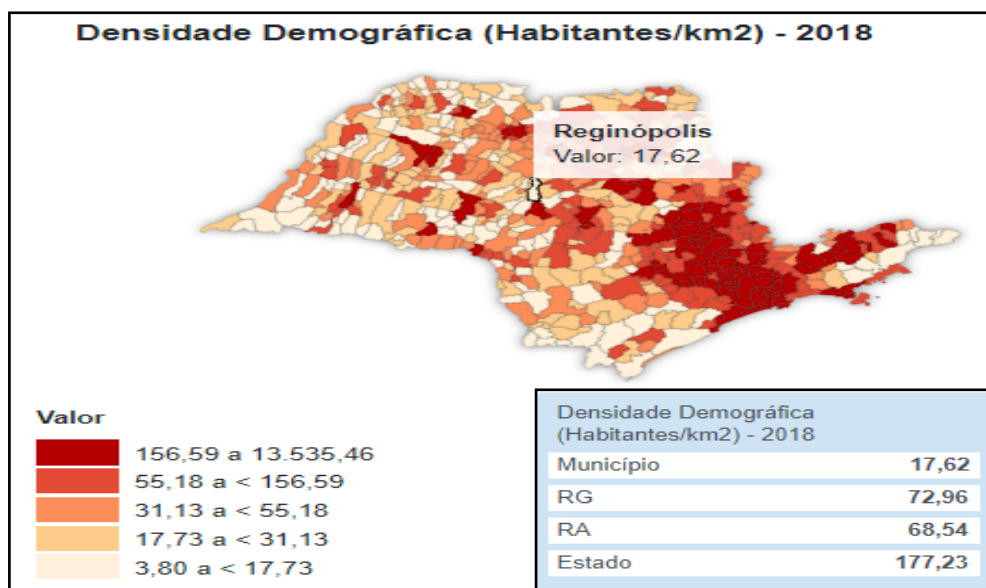 Densidade Demográfica (Habitantes/km2) - 2018
Reginópolis
Valor: 17,62
Valor
156,59 a 13.535,46
55,18 a < 156,59
31,13 a < 55,18
17,73 a < 31,13
3,80 a < 17,73
Densidade Demográfica
(Habitantes/km2) - 2018
Município 17,62
RG 72,96
RA 68,54
Estado 177,23